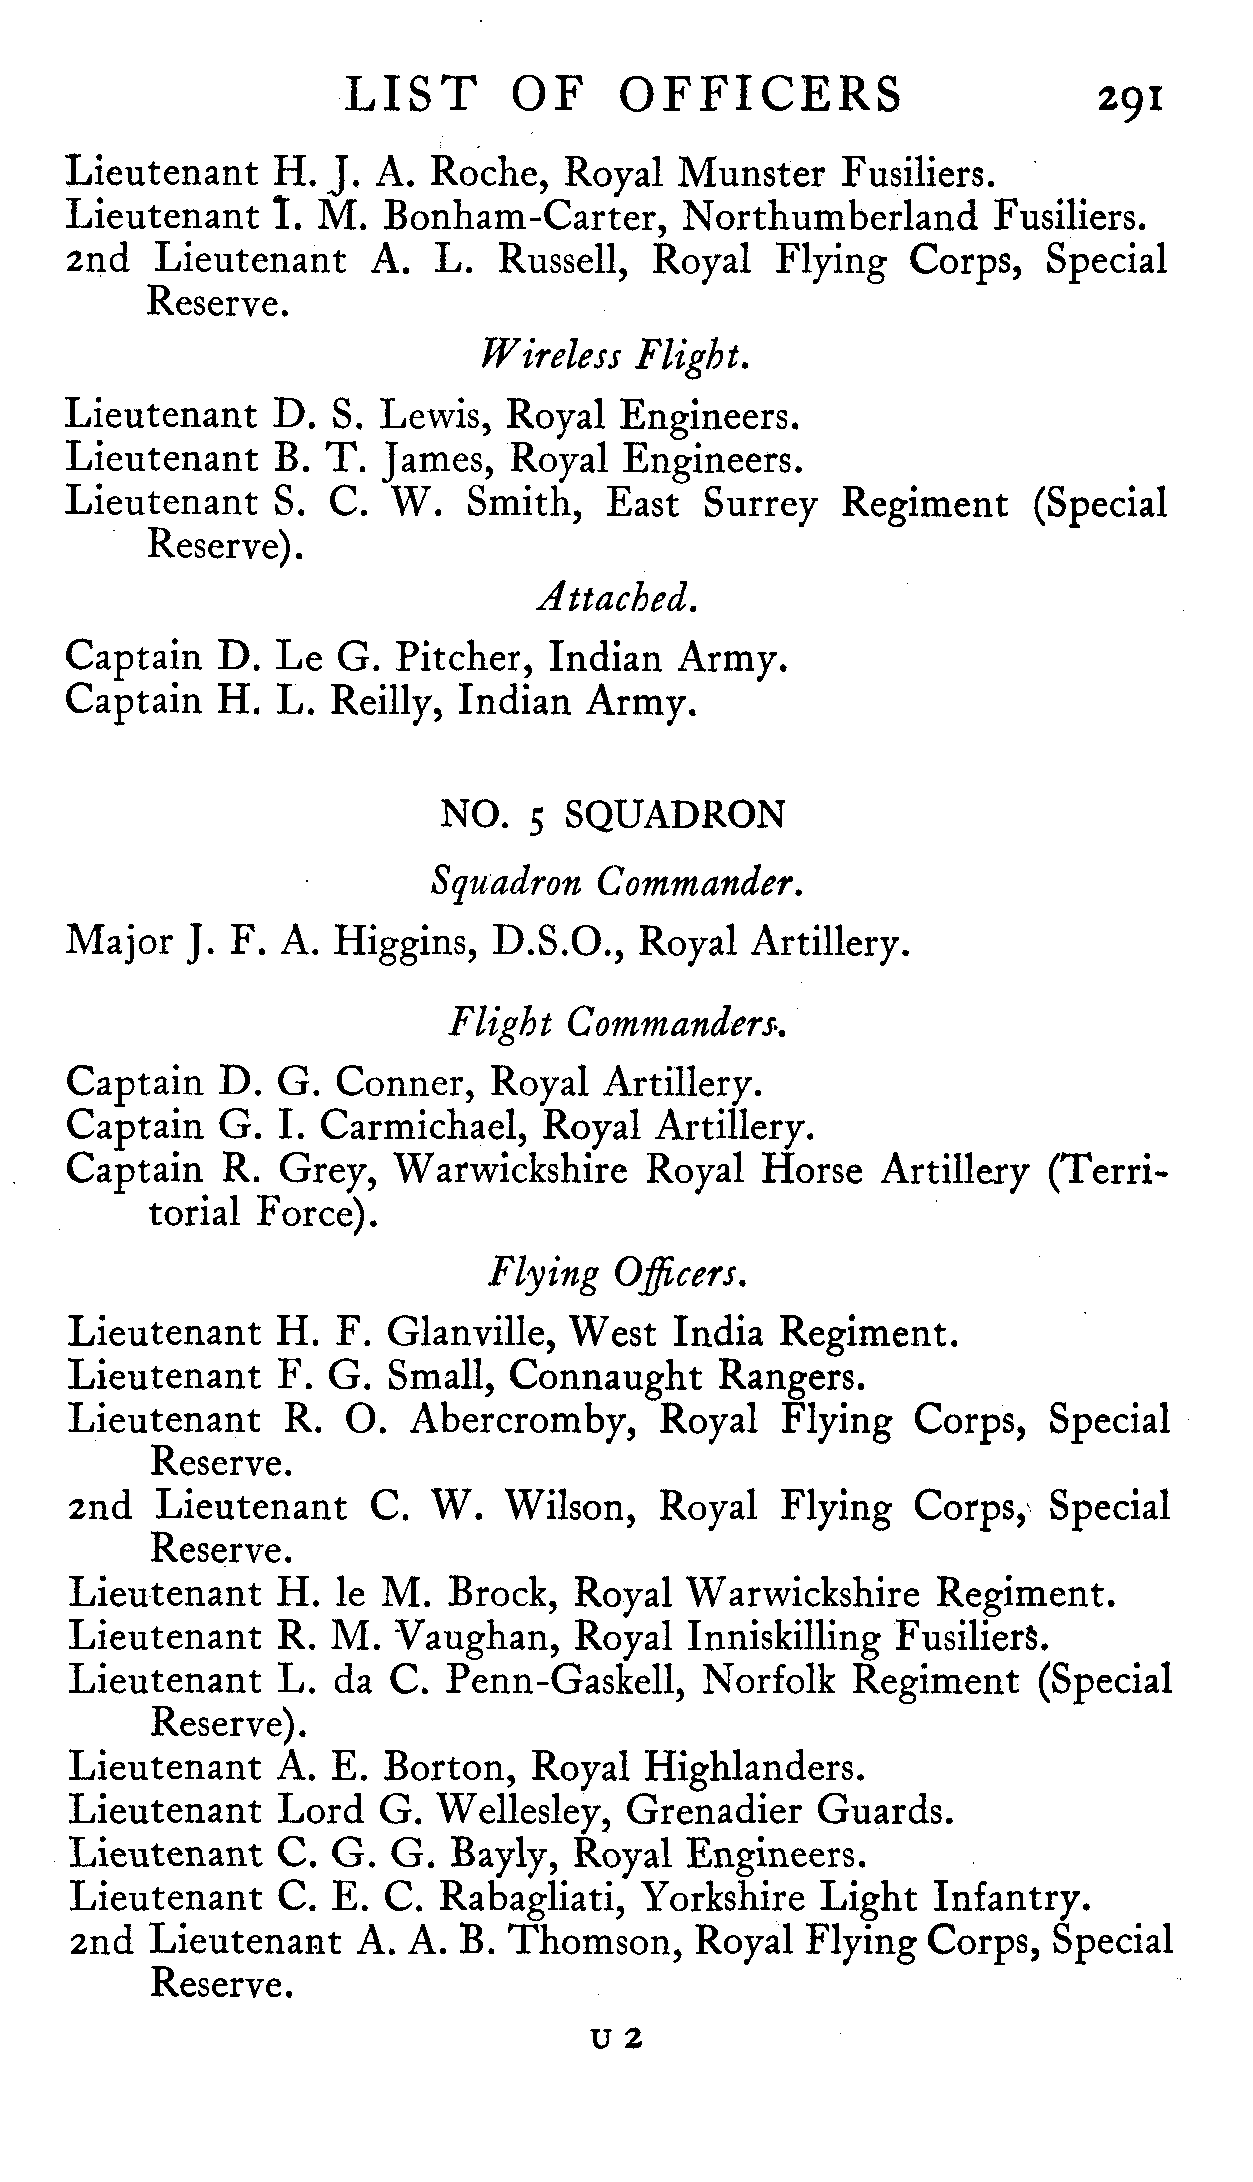 LIST OF OFFICERS 291
Lieutenant H. J. A. Roche, Royal Munster Fusiliers.
Lieutenant I. M. Bonham-Carter, Northumberland Fusiliers.
2nd Lieutenant A. L. Russell, Royal Flying Corps, Special
Reserve.
Wireless Flight.
Lieutenant D. S. Lewis, Royal Engineers.
Lieutenant B. T. James, Royal Engineers.
Lieutenant S. C. W. Smith, East Surrey Regiment (Special
Reserve).
Attached.
Captain D. Le G. Pitcher, Indian Army.
Captain H. L. Reilly, Indian Army.
NO. 5 SQUADRON
Squadron Commander.
Major J. F. A. Higgins, D.S.O., Royal Artillery.
Flight Commanders.
Captain D. G. Conner, Royal Artillery.
Captain G. I. Carmichael, Royal Artillery.
Captain R. Grey, Warwickshire Royal Horse Artillery (Terri-
torial Force).
Flying Officers.
Lieutenant H. F. Glanville, West India Regiment.
Lieutenant F. G. Small, Connaught Rangers.
Lieutenant R. O. Abercromby, Royal Flying Corps, Special
Reserve.
2nd Lieutenant C. W. Wilson, Royal Flying Corps, Special
Reserve.
Lieutenant H. le M. Brock, Royal Warwickshire Regiment.
Lieutenant R. M. Vaughan, Royal Inniskilling Fusiliers.
Lieutenant L. da C. Penn-Gaskell, Norfolk Regiment (Special
Reserve).
Lieutenant A. E. Borton, Royal Highlanders.
Lieutenant Lord G. Wellesley, Grenadier Guards.
Lieutenant C. G. G. Bayly, Royal Engineers.
Lieutenant C. E. C. Rabagliati, Yorkshire Light Infantry.
2nd Lieutenant A. A. B. Thomson, Royal Flying Corps, Special
Reserve.
U 2